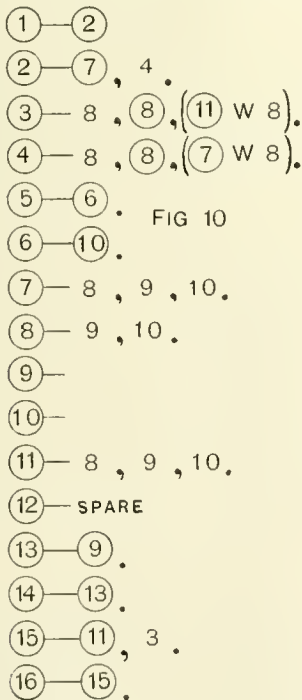 ①—②
②—⑦, 4.
③— 8, ⑧, (⑪ W 8).
④— 8, ⑧, (⑦ W 8).
⑤—⑥.
FIG 10
⑥—⑩.
⑦— 8, 9, 10.
⑧— 9, 10.
⑨—
⑩—
⑪— 8, 9, 10.
⑫— SPARE
⑬—⑨.
⑭—⑬.
⑮—⑪, 3.
⑯—⑮.